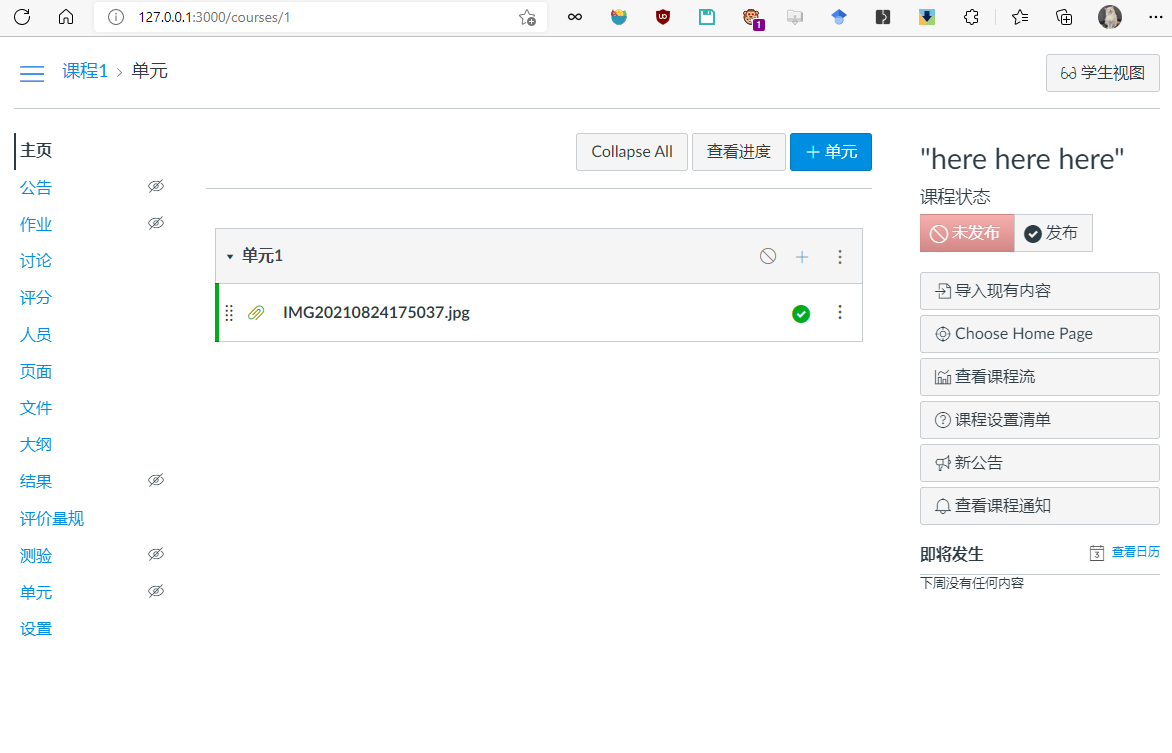 127.0.0.1:3000/courses/1
1
课程1 › 单元
学生视图
主页
公告
作业
讨论
评分
人员
页面
文件
大纲
结果
评价量规
测验
单元
设置
Collapse All
查看进度
+ 单元
单元1
IMG20210824175037.jpg
"here here here"
课程状态
未发布
发布
导入现有内容
Choose Home Page
查看课程流
课程设置清单
新公告
查看课程通知
即将发生
3 查看日历
下周没有任何内容